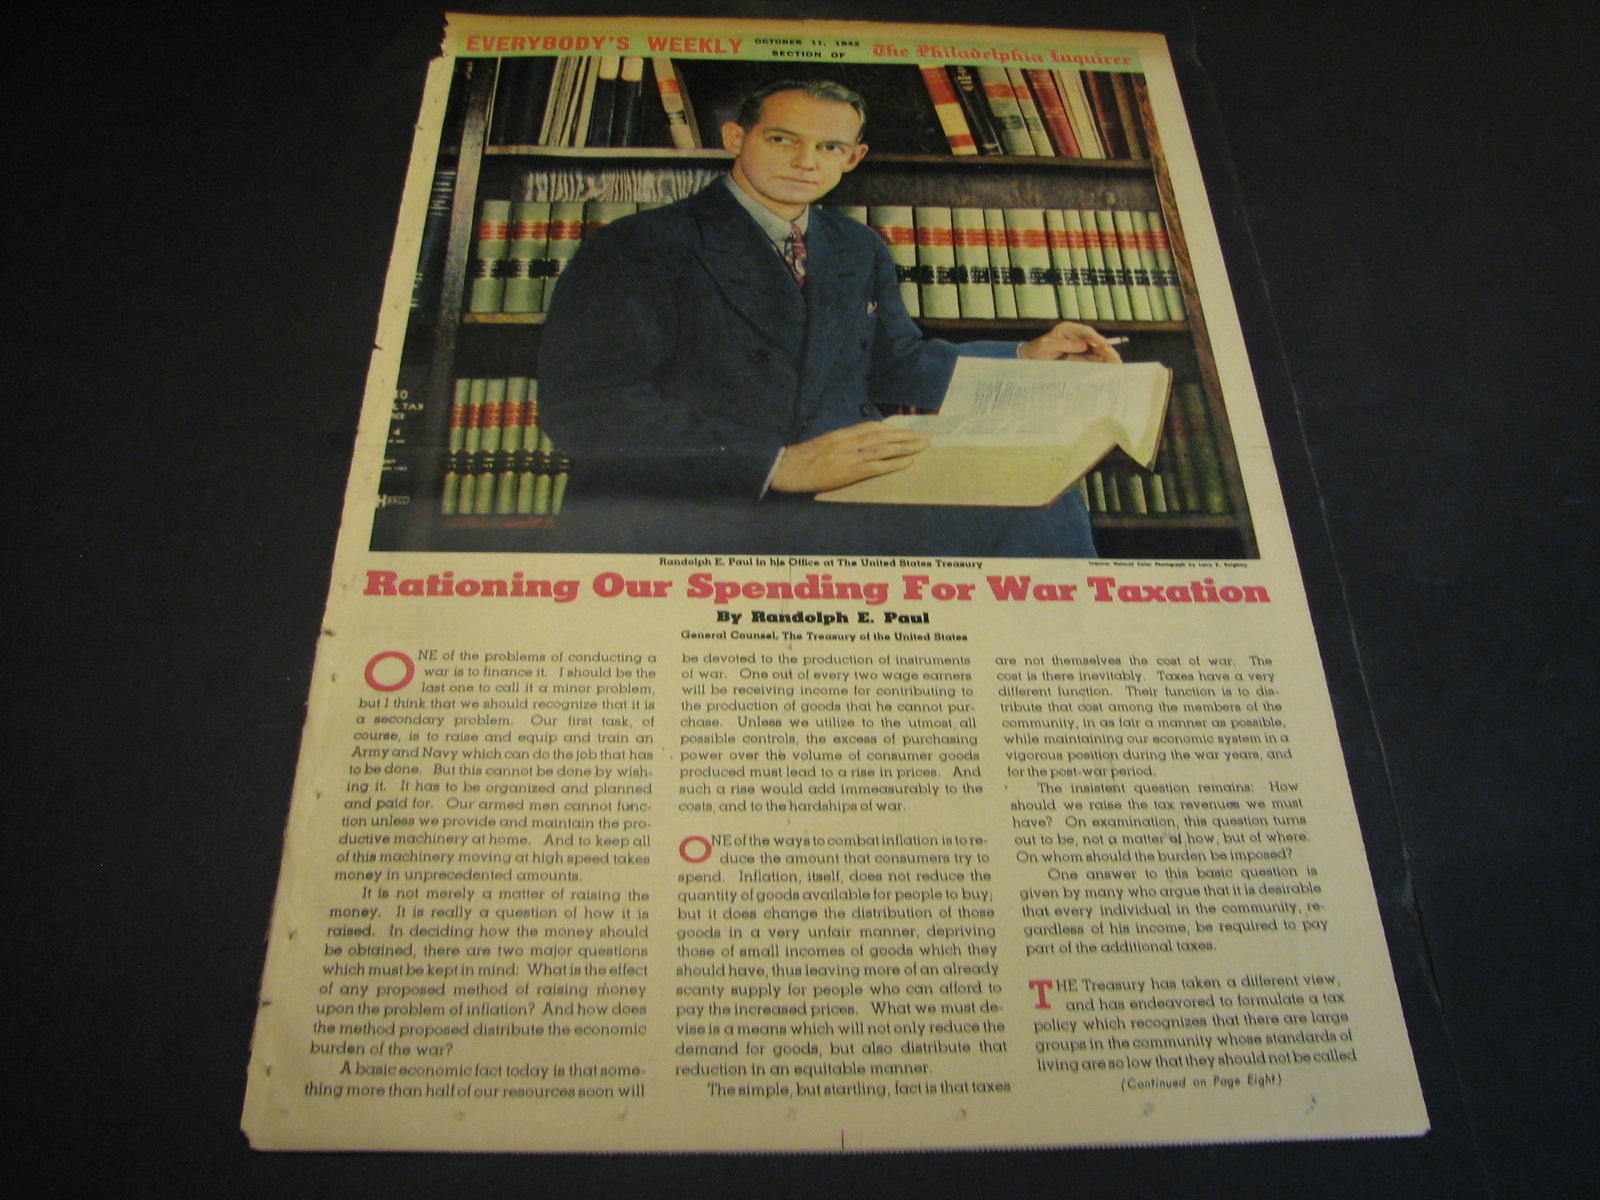 EVERYBODY'S WEEKLY
OCTOBER 11, 1942
SECTION OF
The Philadelphia Inquirer
Randolph E. Paul in his Office at The United States Treasury
Rationing Our Spending For War Taxation
By Randolph E. Paul
General Counsel, The Treasury of the United States
ONE of the problems of conducting a
war is to finance it. I should be the
last one to call it a minor problem,
but I think that we should recognize that it is
a secondary problem. Our first task, of
course, is to raise and equip and train an
Army and Navy which can do the job that has
to be done. But this cannot be done by wish-
ing it. It has to be organized and planned
and paid for. Our armed men cannot func-
tion unless we provide and maintain the pro-
ductive machinery at home. And to keep all
of this machinery moving at high speed takes
money in unprecedented amounts.
It is not merely a matter of raising the
money. It is really a question of how it is
raised. In deciding how the money should
be obtained, there are two major questions
which must be kept in mind: What is the effect
of any proposed method of raising money
upon the problem of inflation? And how does
the method proposed distribute the economic
burden of the war?
A basic economic fact today is that some-
thing more than half of our resources soon will
be devoted to the production of instruments
of war. One out of every two wage earners
will be receiving income for contributing to
the production of goods that he cannot pur-
chase. Unless we utilize to the utmost all
possible controls, the excess of purchasing
power over the volume of consumer goods
produced must lead to a rise in prices. And
such a rise would add immeasurably to the
costs, and to the hardships of war.
ONE of the ways to combat inflation is to re-
duce the amount that consumers try to
spend. Inflation, itself, does not reduce the
quantity of goods available for people to buy;
but it does change the distribution of those
goods in a very unfair manner, depriving
those of small incomes of goods which they
should have, thus leaving more of an already
scanty supply for people who can afford to
pay the increased prices. What we must de-
vise is a means which will not only reduce the
demand for goods, but also distribute that
reduction in an equitable manner.
The simple, but startling, fact is that taxes
are not themselves the cost of war. The
cost is there inevitably. Taxes have a very
different function. Their function is to dis-
tribute that cost among the members of the
community, in as fair a manner as possible,
while maintaining our economic system in a
vigorous position during the war years, and
for the post-war period.
The insistent question remains: How
should we raise the tax revenues we must
have? On examination, this question turns
out to be, not a matter of how, but of where.
On whom should the burden be imposed?
One answer to this basic question is
given by many who argue that it is desirable
that every individual in the community, re-
gardless of his income, be required to pay
part of the additional taxes.
THE Treasury has taken a different view,
and has endeavored to formulate a tax
policy which recognizes that there are large
groups in the community whose standards of
living are so low that they should not be called
(Continued on Page Eight)